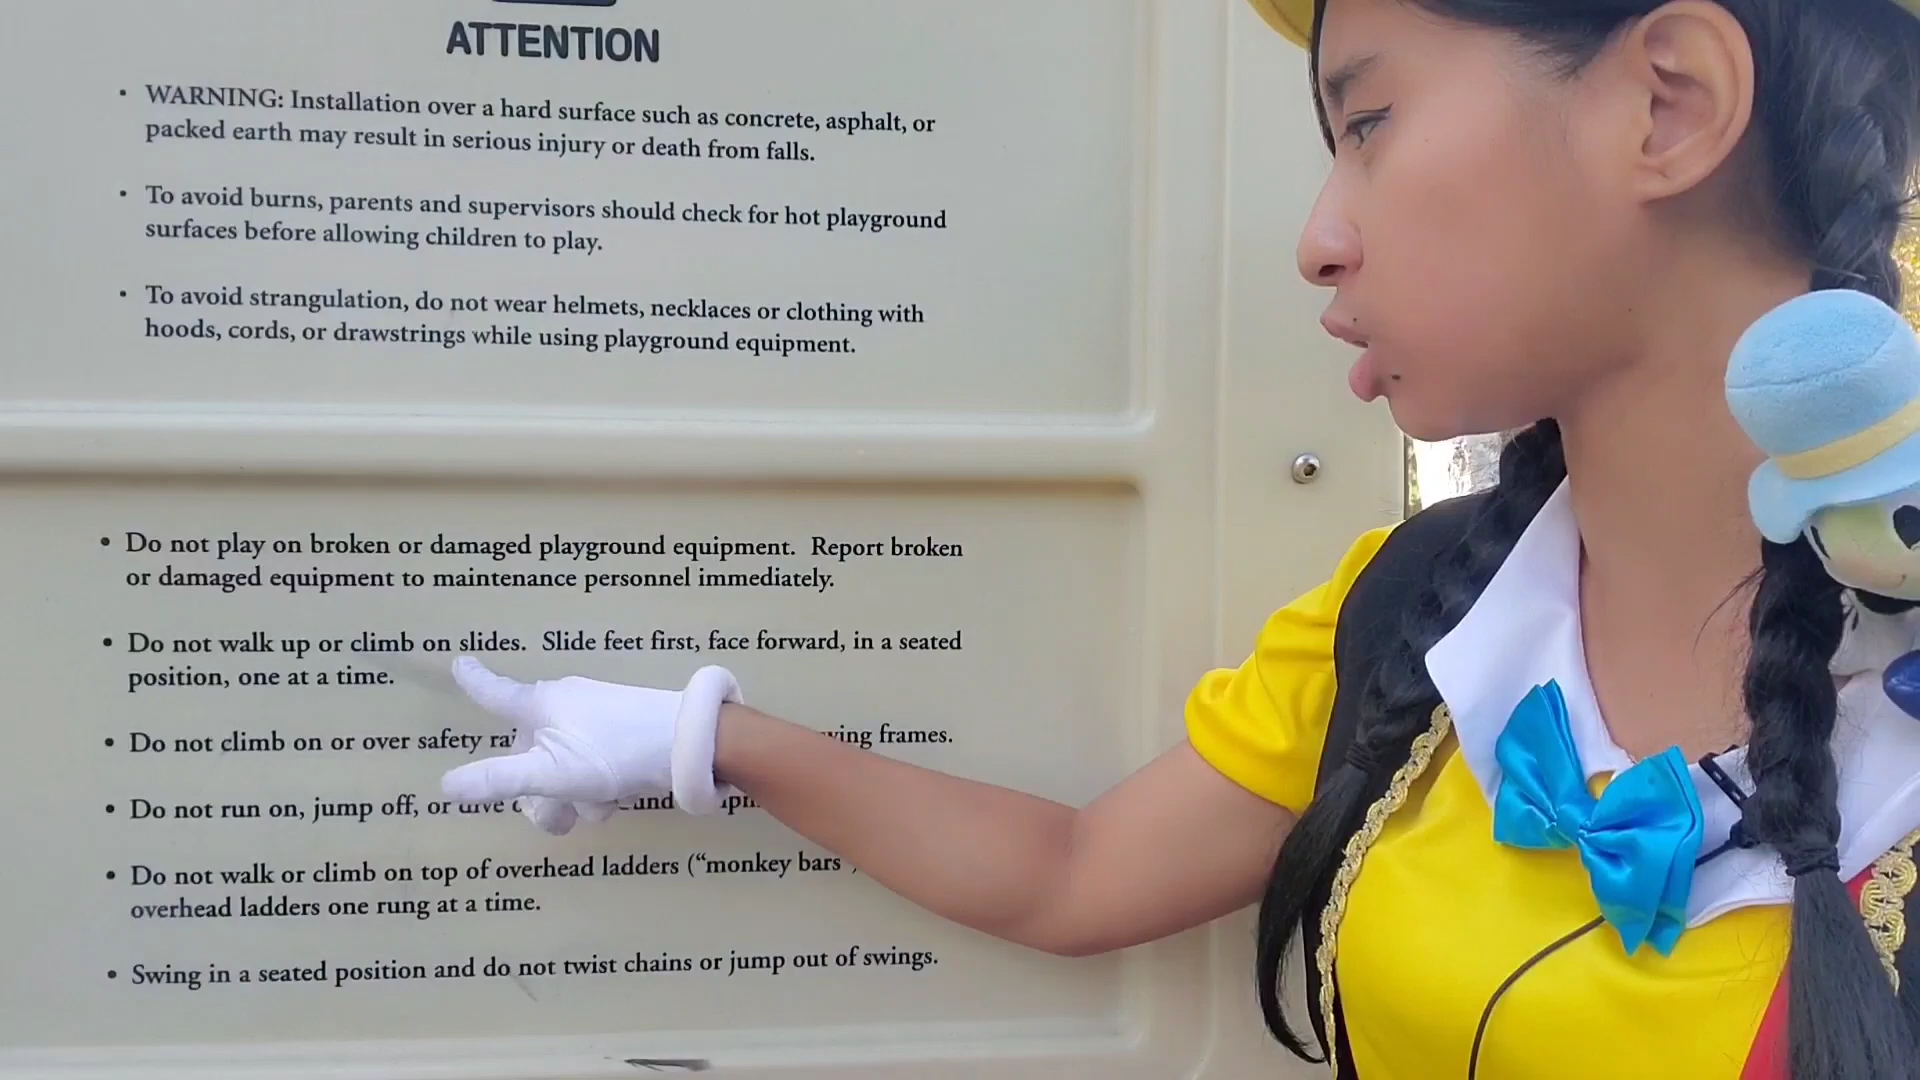 ATTENTION
• WARNING: Installation over a hard surface such as concrete, asphalt, or
packed earth may result in serious injury or death from falls.
• To avoid burns, parents and supervisors should check for hot playground
surfaces before allowing children to play.
• To avoid strangulation, do not wear helmets, necklaces or clothing with
hoods, cords, or drawstrings while using playground equipment.
• Do not play on broken or damaged playground equipment. Report broken
or damaged equipment to maintenance personnel immediately.
• Do not walk up or climb on slides. Slide feet first, face forward, in a seated
position, one at a time.
• Do not climb on or over safety frames.
• Do not run on, jump off, or and
• Do not walk or climb on top of overhead ladders (“monkey bars
overhead ladders one rung at a time.
• Swing in a seated position and do not twist chains or jump out of swings.